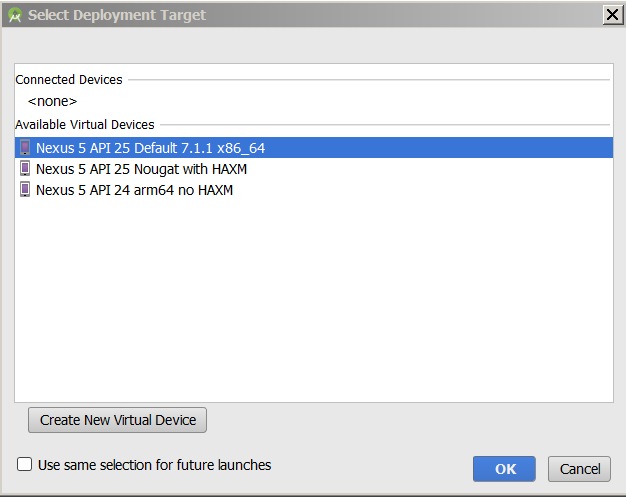 Select Deployment Target
Connected Devices
<none>
Available Virtual Devices
Nexus 5 API 25 Default 7.1.1 x86_64
Nexus 5 API 25 Nougat with HAXM
Nexus 5 API 24 arm64 no HAXM
Create New Virtual Device
Use same selection for future launches
OK
Cancel